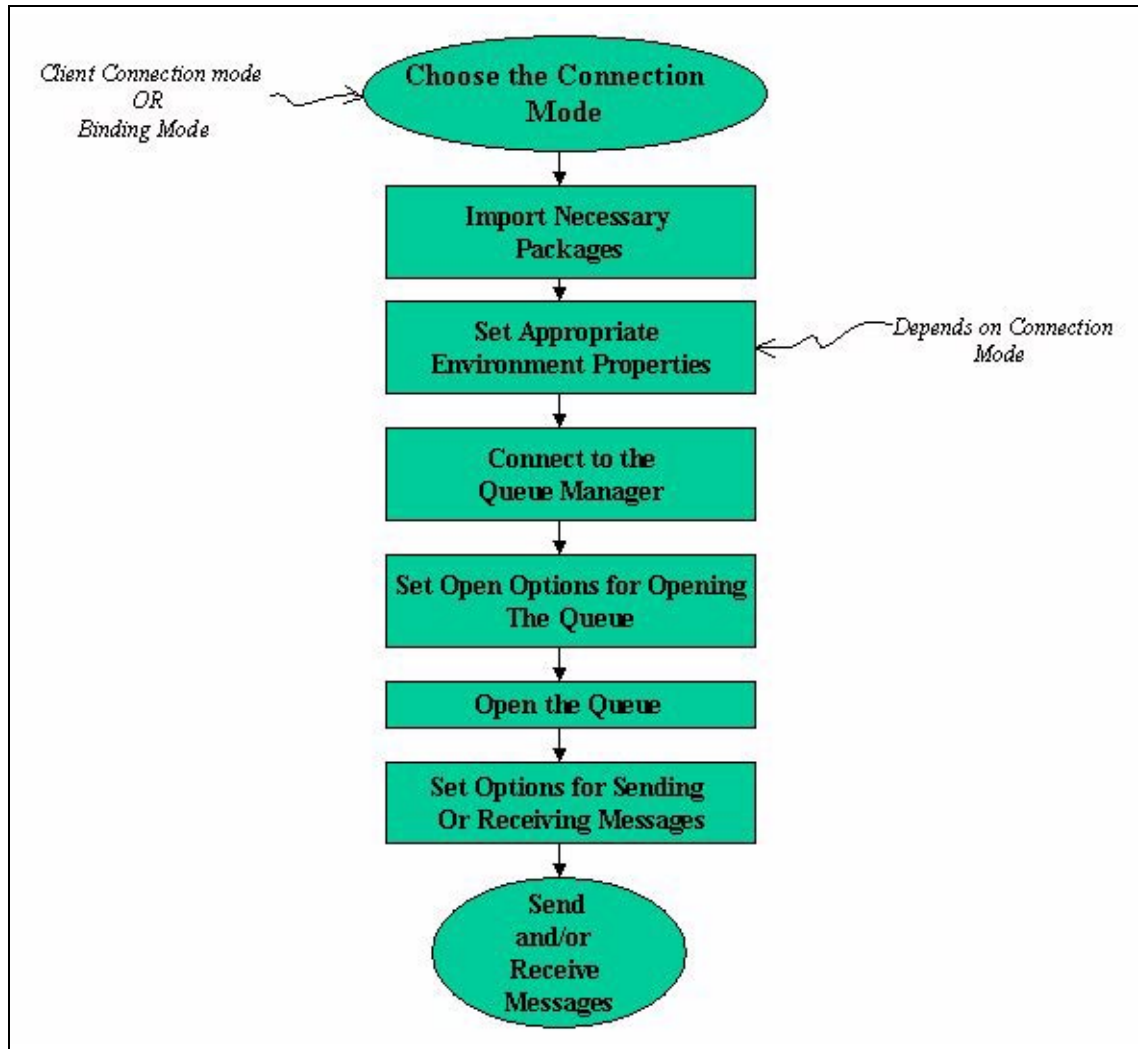 Client Connection mode
OR
Binding Mode
Choose the Connection
Mode
Import Necessary
Packages
Set Appropriate
Environment Properties
Depends on Connection
Mode
Connect to the
Queue Manager
Set Open Options for Opening
The Queue
Open the Queue
Set Options for Sending
Or Receiving Messages
Send
and/or
Receive
Messages